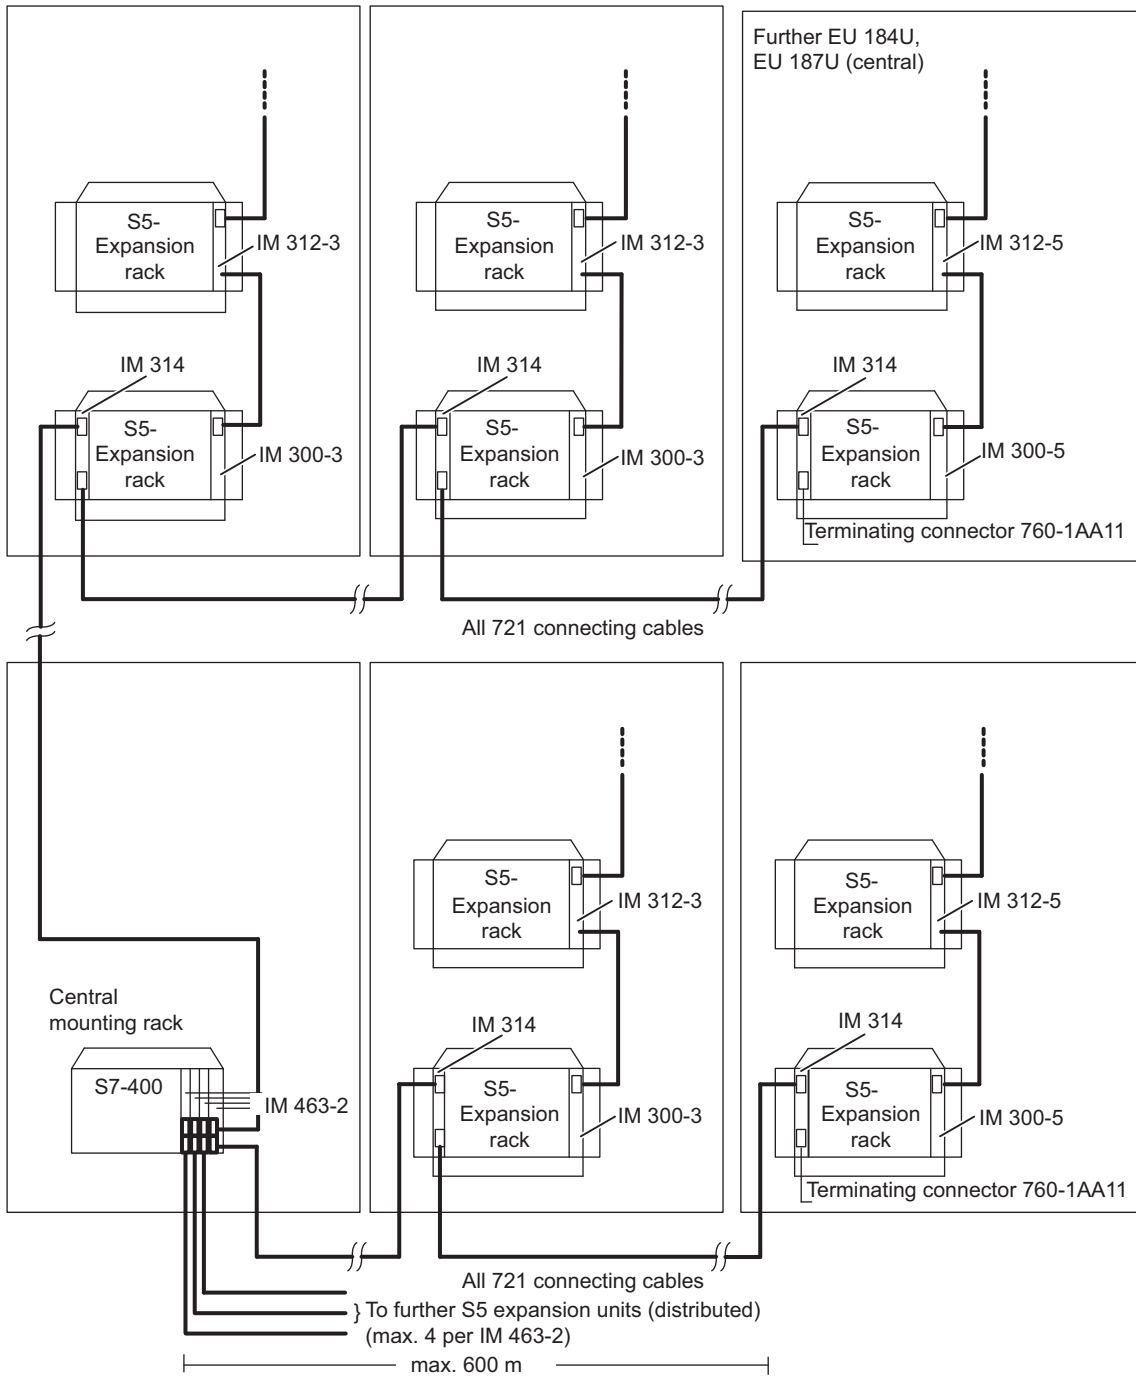 Further EU 184U,
EU 187U (central)
S5-
Expansion
rack
IM 312-3
S5-
Expansion
rack
IM 312-3
S5-
Expansion
rack
IM 312-5
IM 314
S5-
Expansion
rack
IM 300-3
IM 314
S5-
Expansion
rack
IM 300-3
IM 314
S5-
Expansion
rack
IM 300-5
Terminating connector 760-1AA11
All 721 connecting cables
S5-
Expansion
rack
IM 312-3
S5-
Expansion
rack
IM 312-5
Central
mounting rack
S7-400
IM 463-2
IM 314
S5-
Expansion
rack
IM 300-3
IM 314
S5-
Expansion
rack
IM 300-5
Terminating connector 760-1AA11
All 721 connecting cables
} To further S5 expansion units (distributed)
(max. 4 per IM 463-2)
max. 600 m